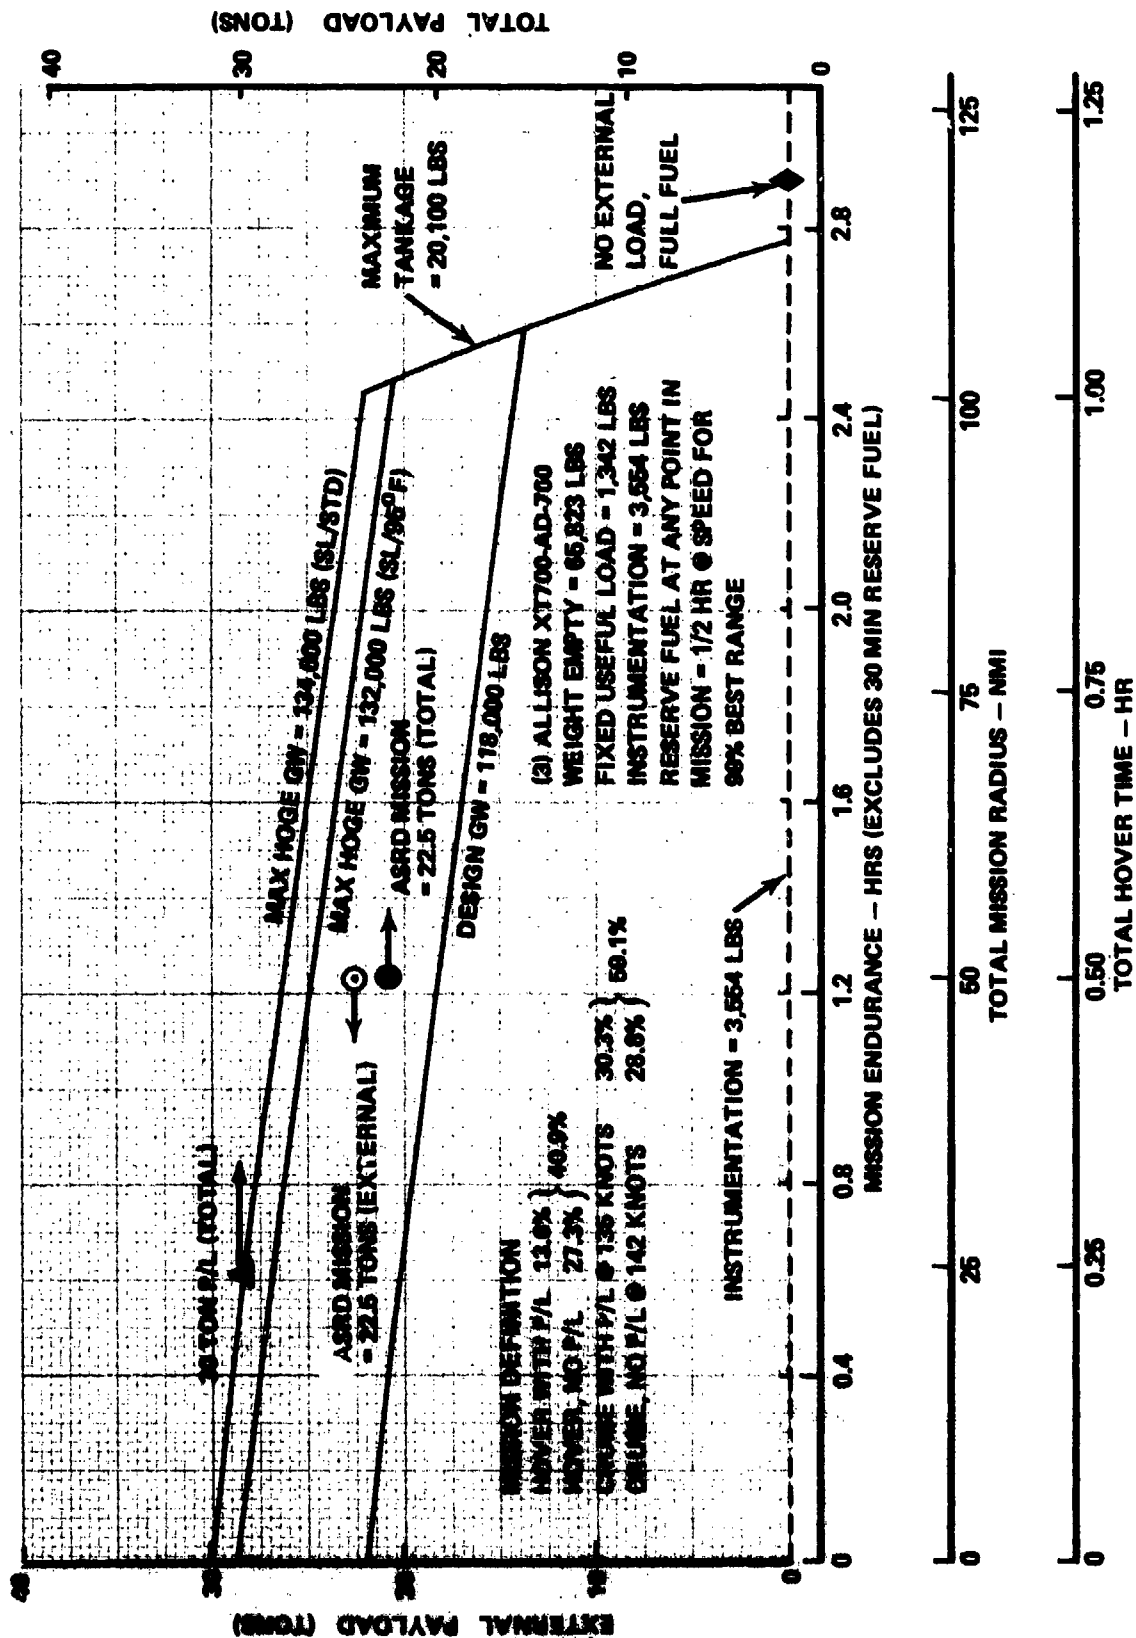 TOTAL PAYLOAD (TONS)
40
30
20
10
0
EXTERNAL PAYLOAD (TONS)
40
30
20
10
0
MAX HOGE GW = 134,000 LBS (SL/STD)
MAX HOGE GW = 132,000 LBS (SL/95°F)
DESIGN GW = 118,000 LBS
30 TON P/L (TOTAL)
ASRD MISSION
= 22.5 TONS (EXTERNAL)
ASRD MISSION
= 22.5 TONS (TOTAL)
MAXIMUM
TANKAGE
= 20,100 LBS
NO EXTERNAL
LOAD,
FULL FUEL
MISSION DEFINITION
HOVER WITH P/L 13.6%
HOVER, NO P/L 27.3%
} 40.9%
CRUISE WITH P/L @ 135 KNOTS 30.3%
CRUISE, NO P/L @ 142 KNOTS 28.8%
} 59.1%
(3) ALLISON XT700-AD-700
WEIGHT EMPTY = 65,823 LBS
FIXED USEFUL LOAD = 1,342 LBS
INSTRUMENTATION = 3,554 LBS
RESERVE FUEL AT ANY POINT IN
MISSION = 1/2 HR @ SPEED FOR
99% BEST RANGE
INSTRUMENTATION = 3,554 LBS
0 0.4 0.8 1.2 1.6 2.0 2.4 2.8
MISSION ENDURANCE – HRS (EXCLUDES 30 MIN RESERVE FUEL)
0 25 50 75 100 125
TOTAL MISSION RADIUS – NMI
0 0.25 0.50 0.75 1.00 1.25
TOTAL HOVER TIME – HR